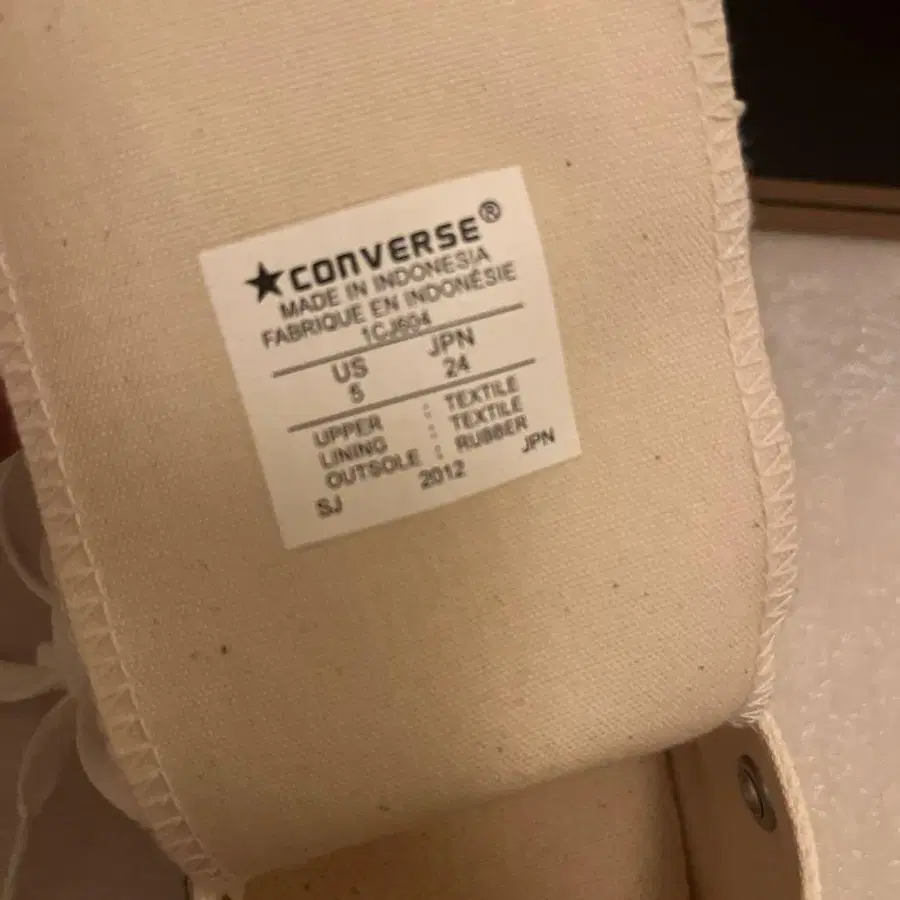 ★CONVERSE®
MADE IN INDONESIA
FABRIQUE EN INDONÉSIE
1CJ604
US JPN
5 24
UPPER : TEXTILE
LINING : TEXTILE
OUTSOLE : RUBBER
SJ 2012 JPN